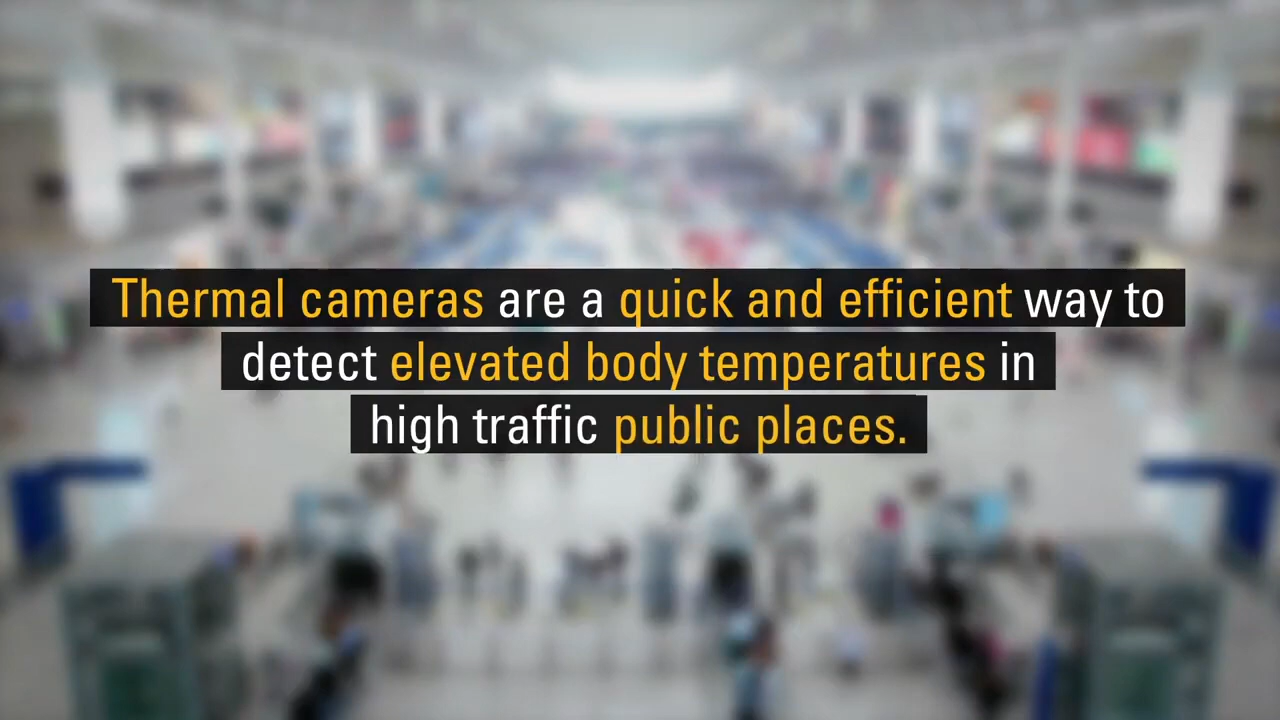 Thermal cameras are a quick and efficient way to
detect elevated body temperatures in
high traffic public places.